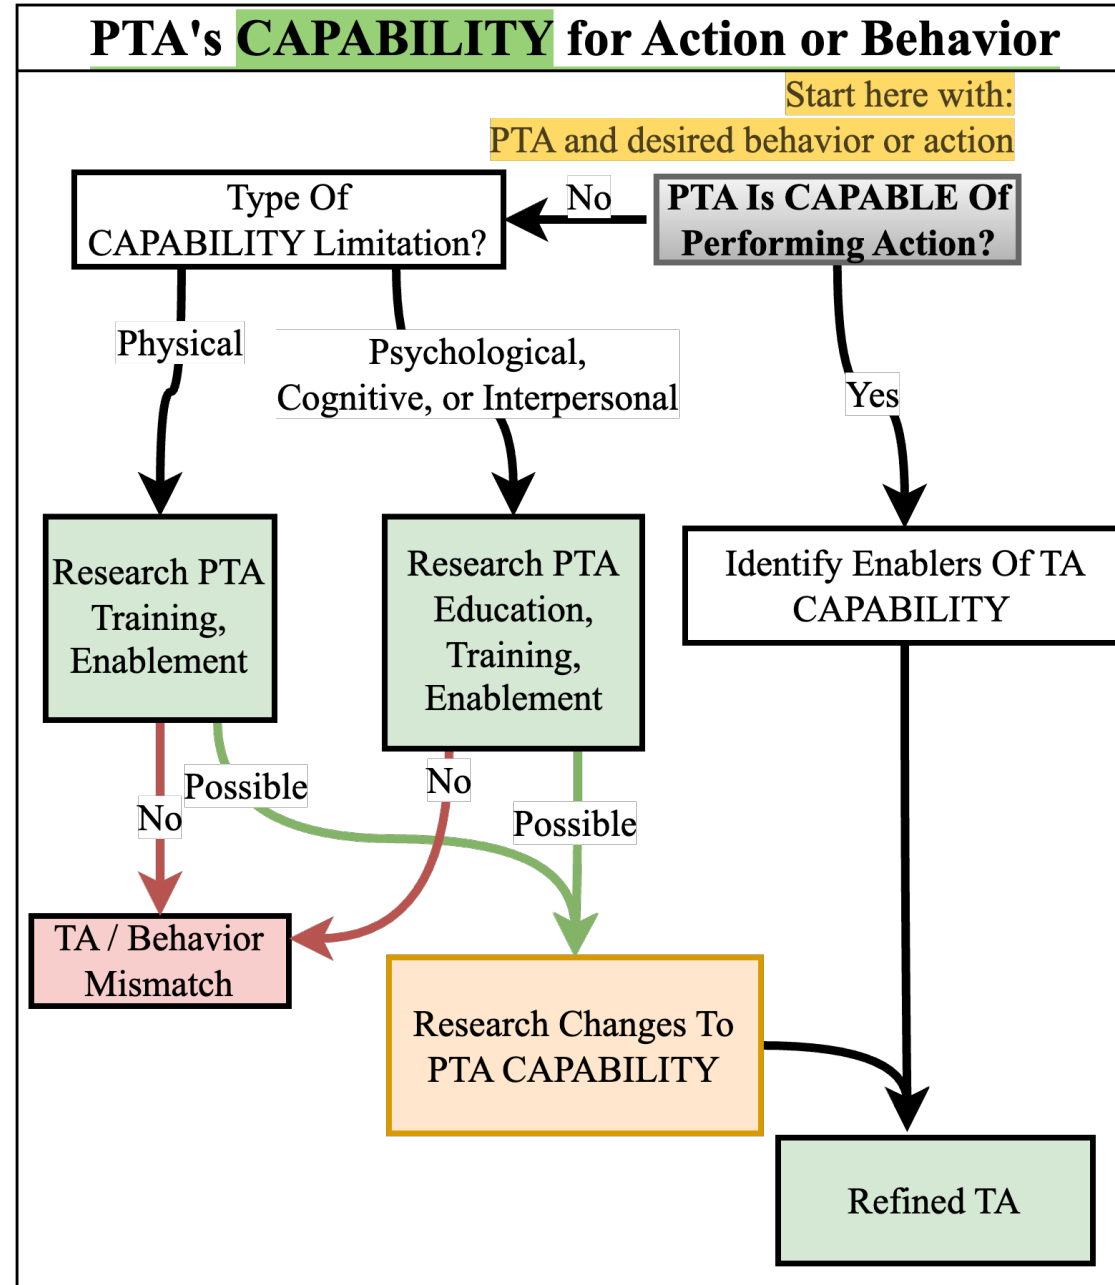 PTA's CAPABILITY for Action or Behavior
Start here with:
PTA and desired behavior or action
Type Of
CAPABILITY Limitation?
No
PTA Is CAPABLE Of
Performing Action?
Physical
Psychological,
Cognitive, or Interpersonal
Yes
Research PTA
Training,
Enablement
Research PTA
Education,
Training,
Enablement
Identify Enablers Of TA
CAPABILITY
No
Possible
No
Possible
TA / Behavior
Mismatch
Research Changes To
PTA CAPABILITY
Refined TA